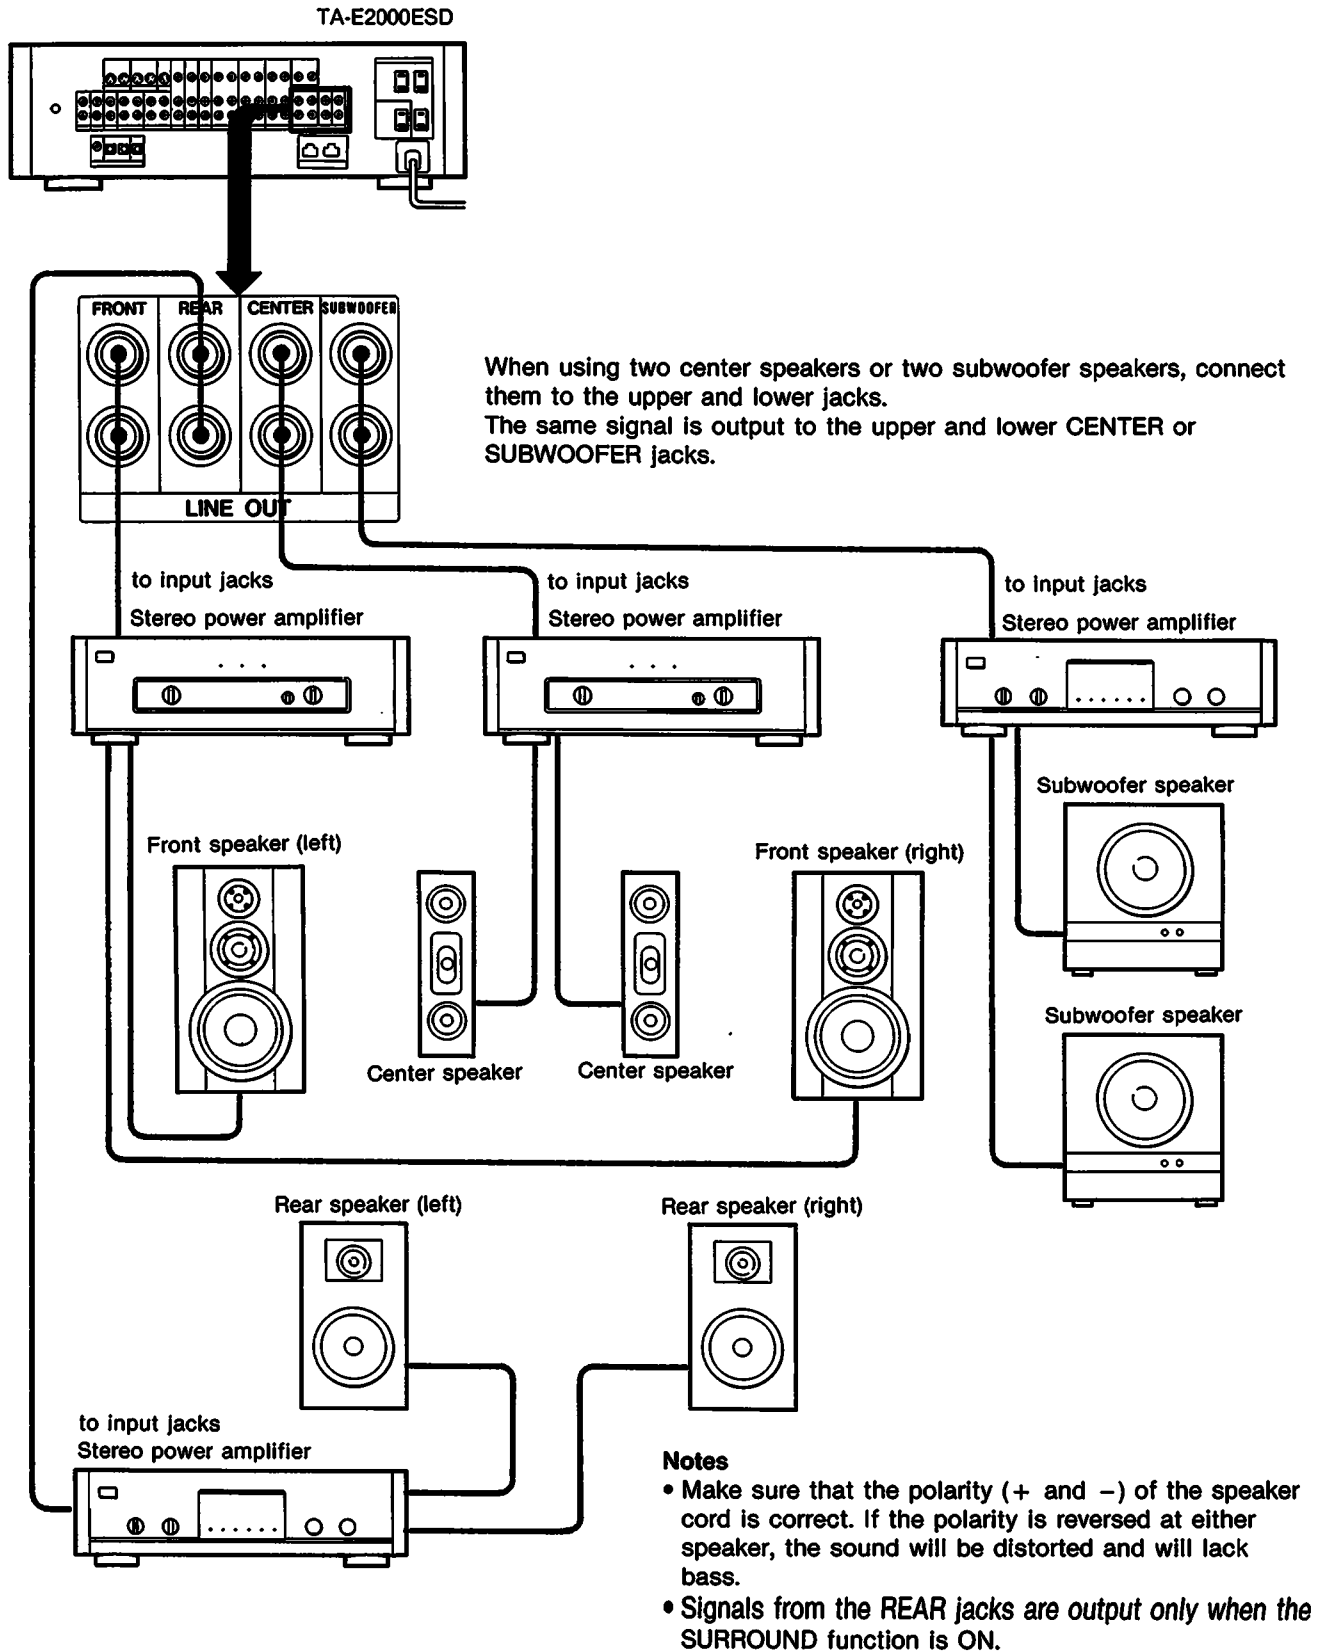 TA-E2000ESD
FRONT
REAR
CENTER
SUBWOOFER
LINE OUT
When using two center speakers or two subwoofer speakers, connect
them to the upper and lower jacks.
The same signal is output to the upper and lower CENTER or
SUBWOOFER jacks.
to input jacks
Stereo power amplifier
to input jacks
Stereo power amplifier
to input jacks
Stereo power amplifier
Subwoofer speaker
Front speaker (left)
Front speaker (right)
Subwoofer speaker
Center speaker
Center speaker
Rear speaker (left)
Rear speaker (right)
to input jacks
Stereo power amplifier
Notes
• Make sure that the polarity (+ and −) of the speaker
cord is correct. If the polarity is reversed at either
speaker, the sound will be distorted and will lack
bass.
• Signals from the REAR jacks are output only when the
SURROUND function is ON.